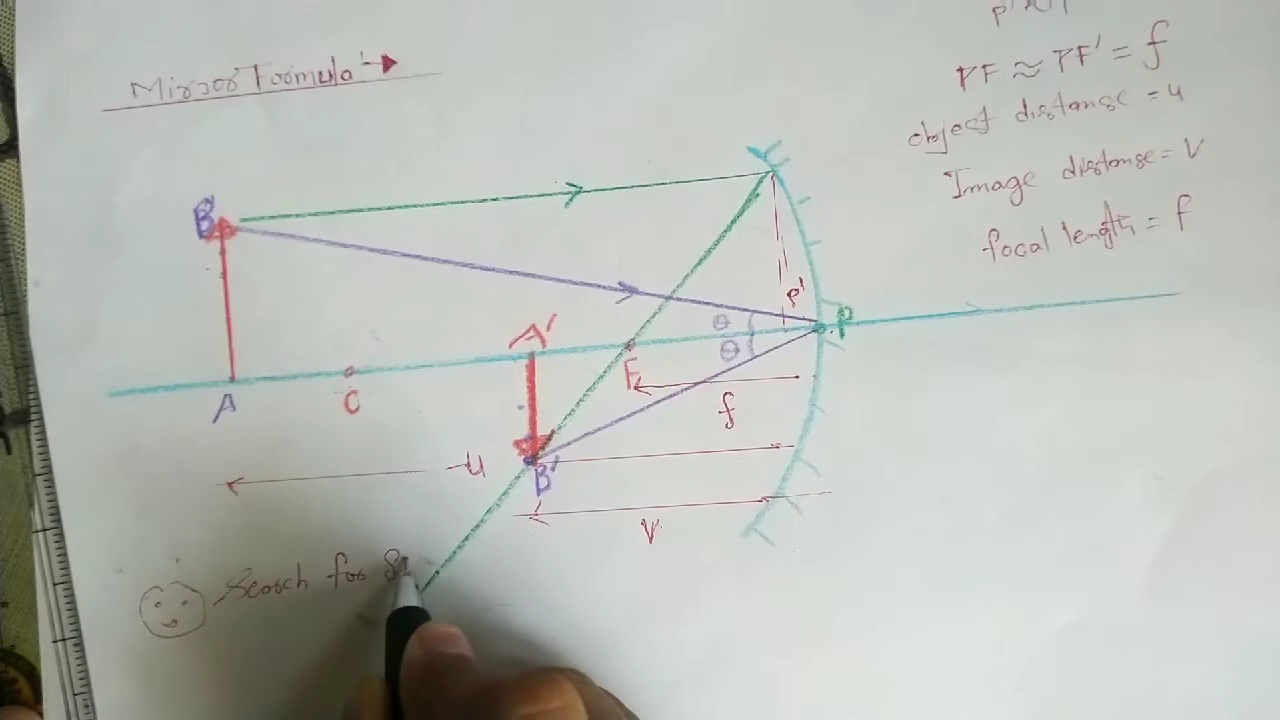 Mirror Formula →
PF ≈ PF' = f
object distanse = u
Image distanse = V
focal length = f
B
P'
P
θ
θ
A'
F
A
C
f
-u
B'
V
Search for